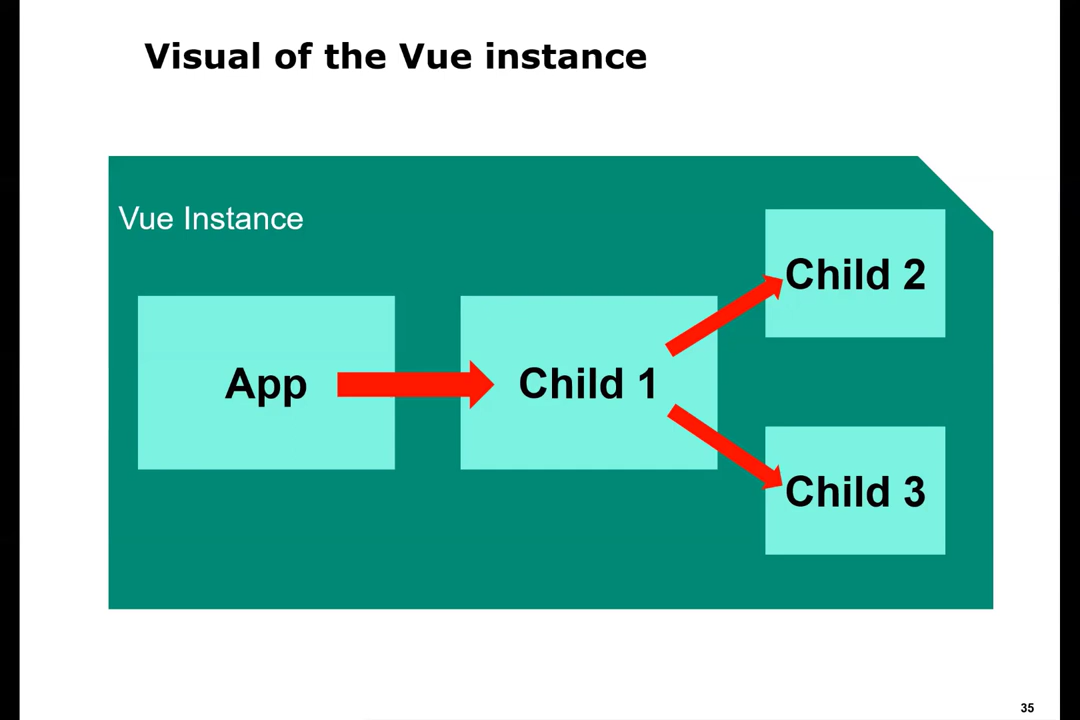 Visual of the Vue instance
Vue Instance
App
Child 1
Child 2
Child 3
35